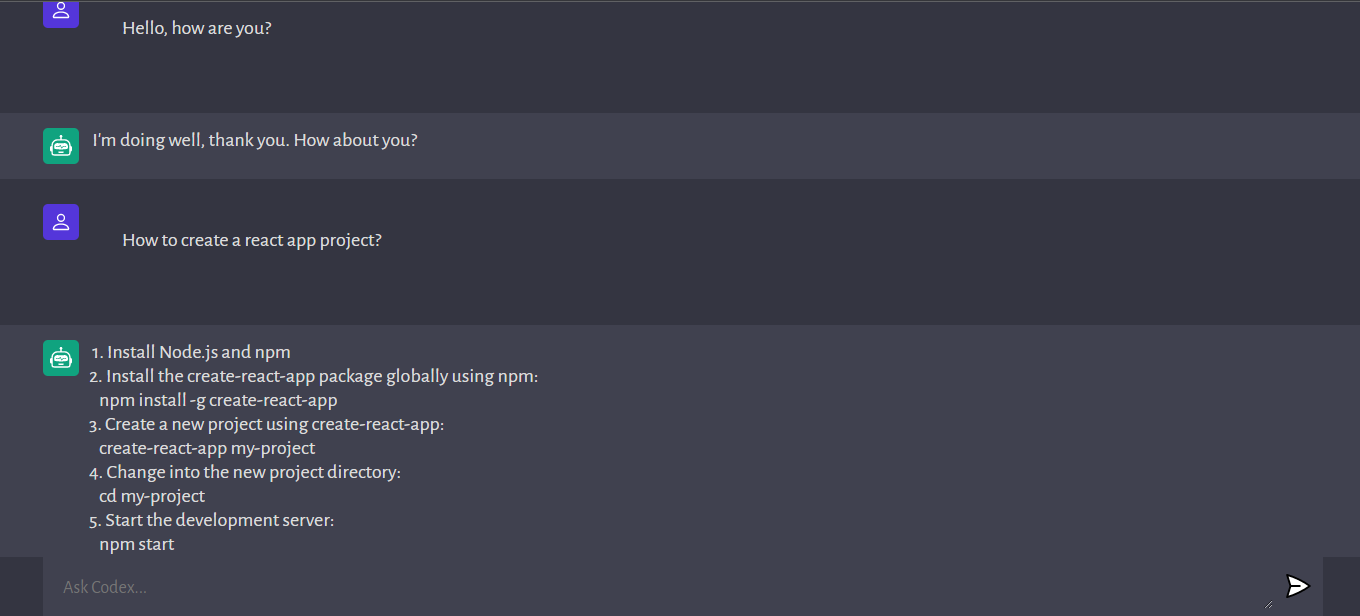 Hello, how are you?
I'm doing well, thank you. How about you?
How to create a react app project?
1. Install Node.js and npm
2. Install the create-react-app package globally using npm:
npm install -g create-react-app
3. Create a new project using create-react-app:
create-react-app my-project
4. Change into the new project directory:
cd my-project
5. Start the development server:
npm start
Ask Codex...